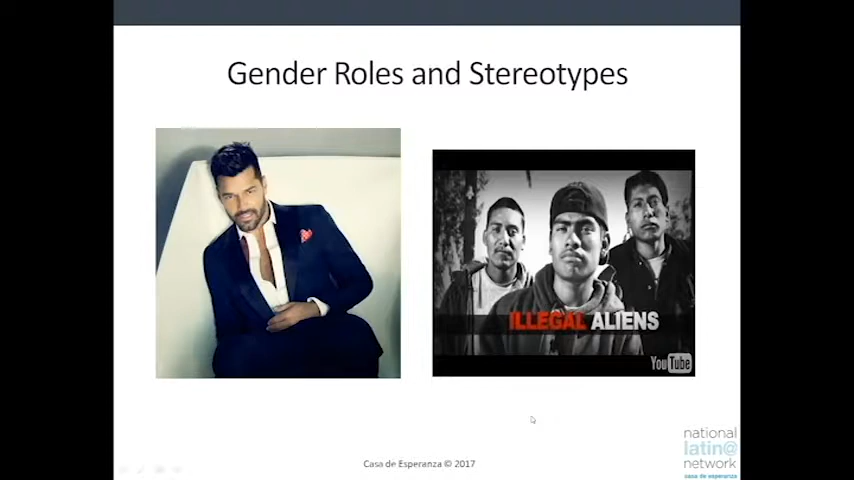 Gender Roles and Stereotypes
ILLEGAL ALIENS
YouTube
Casa de Esperanza © 2017
national
latin@
network
casa de esperanza